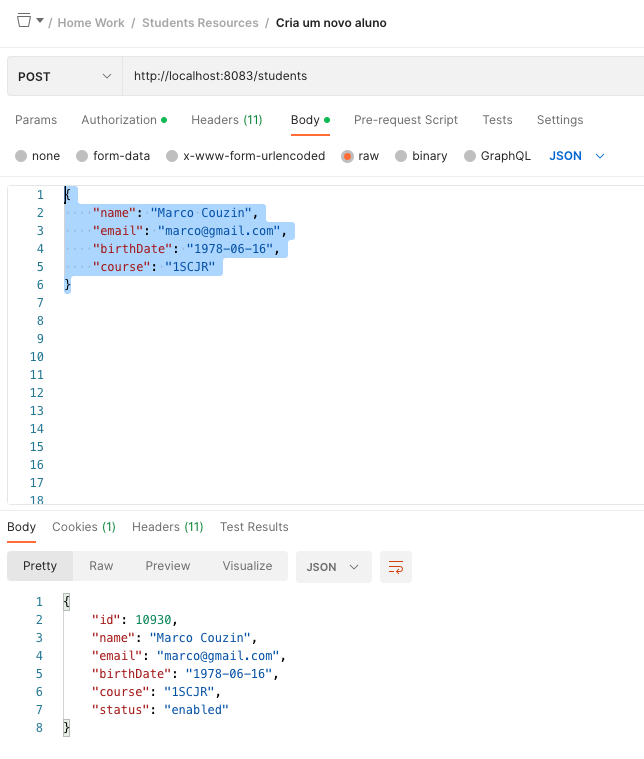 / Home Work / Students Resources / Cria um novo aluno
POST http://localhost:8083/students
Params Authorization Headers (11) Body Pre-request Script Tests Settings
none form-data x-www-form-urlencoded raw binary GraphQL JSON
1 {
2 "name": "Marco Couzin",
3 "email": "marco@gmail.com",
4 "birthDate": "1978-06-16",
5 "course": "1SCJR"
6 }
7
8
9
10
11
12
13
14
15
16
17
18
Body Cookies (1) Headers (11) Test Results
Pretty Raw Preview Visualize JSON
1 {
2 "id": 10930,
3 "name": "Marco Couzin",
4 "email": "marco@gmail.com",
5 "birthDate": "1978-06-16",
6 "course": "1SCJR",
7 "status": "enabled"
8 }